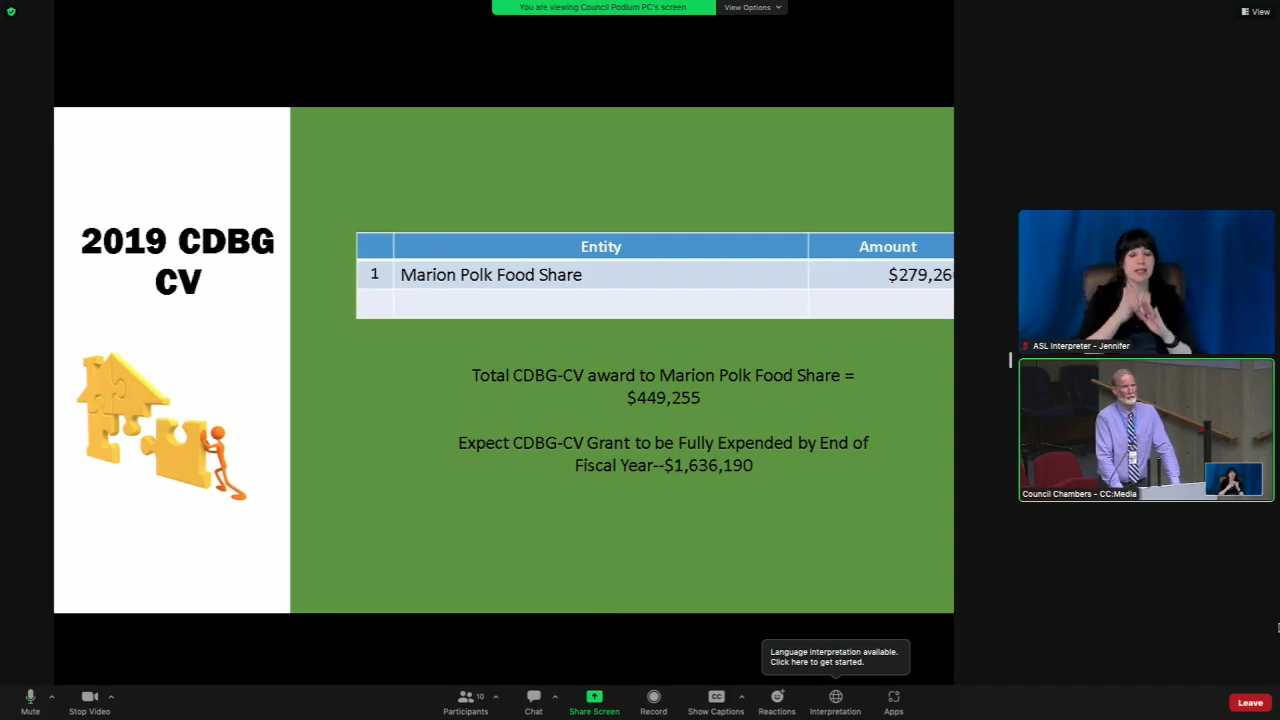 You are viewing Council Podium PC's screen
View Options
View
2019 CDBG
CV
Entity
Amount
1
Marion Polk Food Share
Total CDBG-CV award to Marion Polk Food Share =
$449,255
Expect CDBG-CV Grant to be Fully Expended by End of
Fiscal Year--$1,636,190
ASL Interpreter - Jennifer
Council Chambers - CC:Media
Language interpretation available.
Click here to get started.
Mute
Stop Video
10
Participants
Chat
Share Screen
Record
CC
Show Captions
Reactions
Interpretation
Apps
Leave